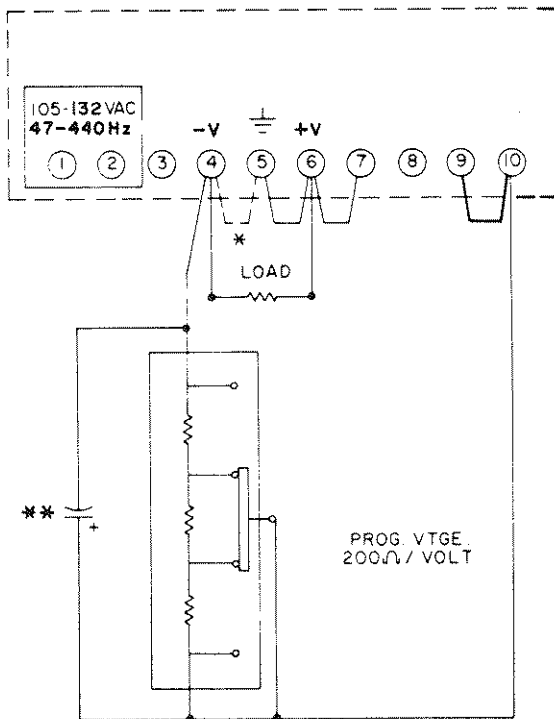 105-132 VAC
47-440Hz
-V
+V
1 2 3 4 5 6 7 8 9 10
*
LOAD
**
+
PROG. VTGE.
200Ω/VOLT